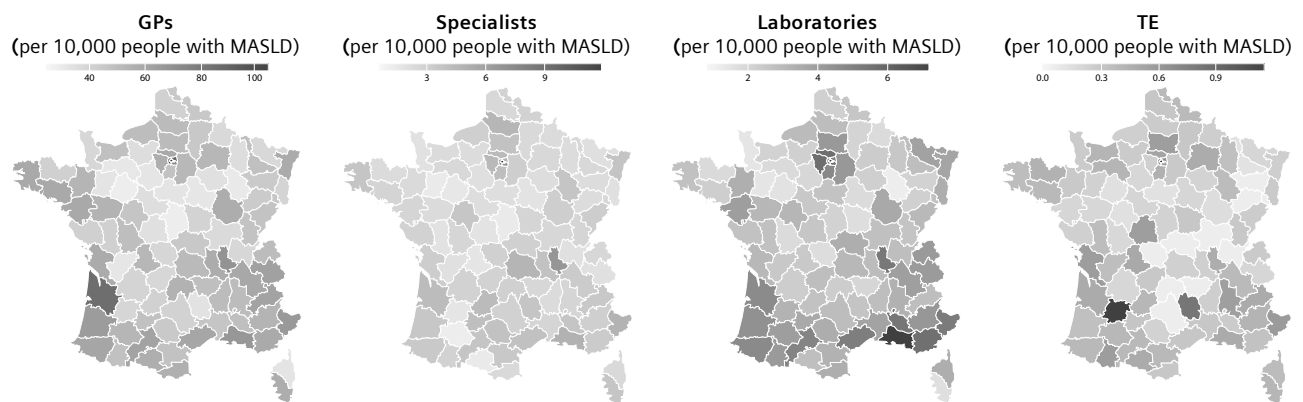 GPs
(per 10,000 people with MASLD)
40 60 80 100
Specialists
(per 10,000 people with MASLD)
3 6 9
Laboratories
(per 10,000 people with MASLD)
2 4 6
TE
(per 10,000 people with MASLD)
0.0 0.3 0.6 0.9